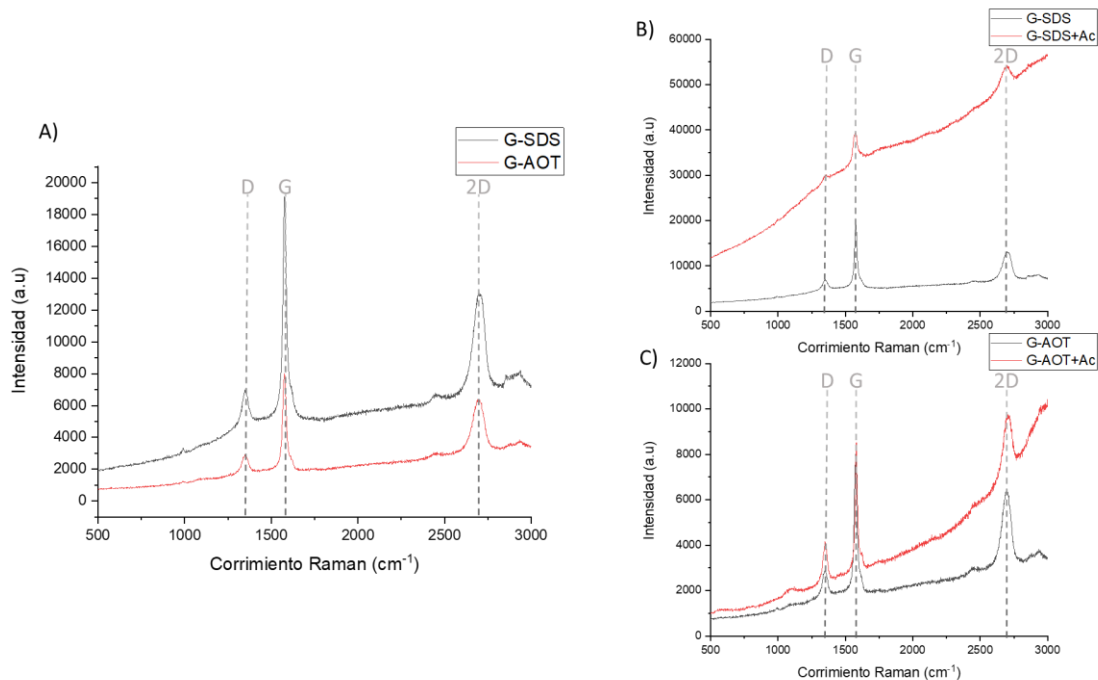 A)
G-SDS
G-AOT
D
G
2D
20000
18000
16000
14000
12000
10000
8000
6000
4000
2000
0
Intensidad (a.u)
500
1000
1500
2000
2500
3000
Corrimiento Raman (cm-1)
B)
G-SDS
G-SDS+Ac
D
G
2D
60000
50000
40000
30000
20000
10000
0
Intensidad (a.u)
500
1000
1500
2000
2500
3000
Corrimiento Raman (cm-1)
C)
G-AOT
G-AOT+Ac
D
G
2D
12000
10000
8000
6000
4000
2000
0
Intensidad (a.u)
500
1000
1500
2000
2500
3000
Corrimiento Raman (cm-1)